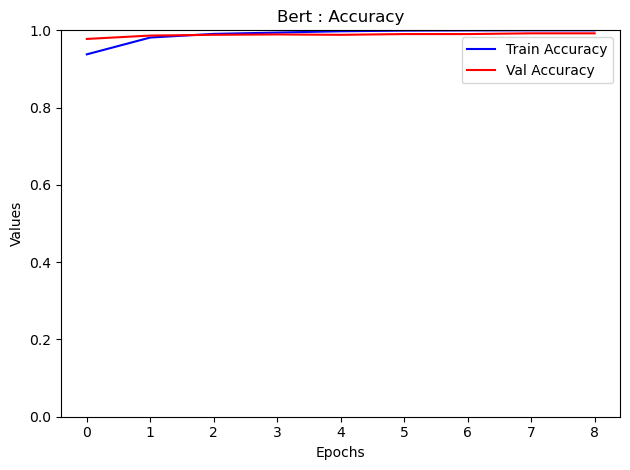 Bert : Accuracy
Train Accuracy
Val Accuracy
Values
1.0
0.8
0.6
0.4
0.2
0.0
0 1 2 3 4 5 6 7 8
Epochs